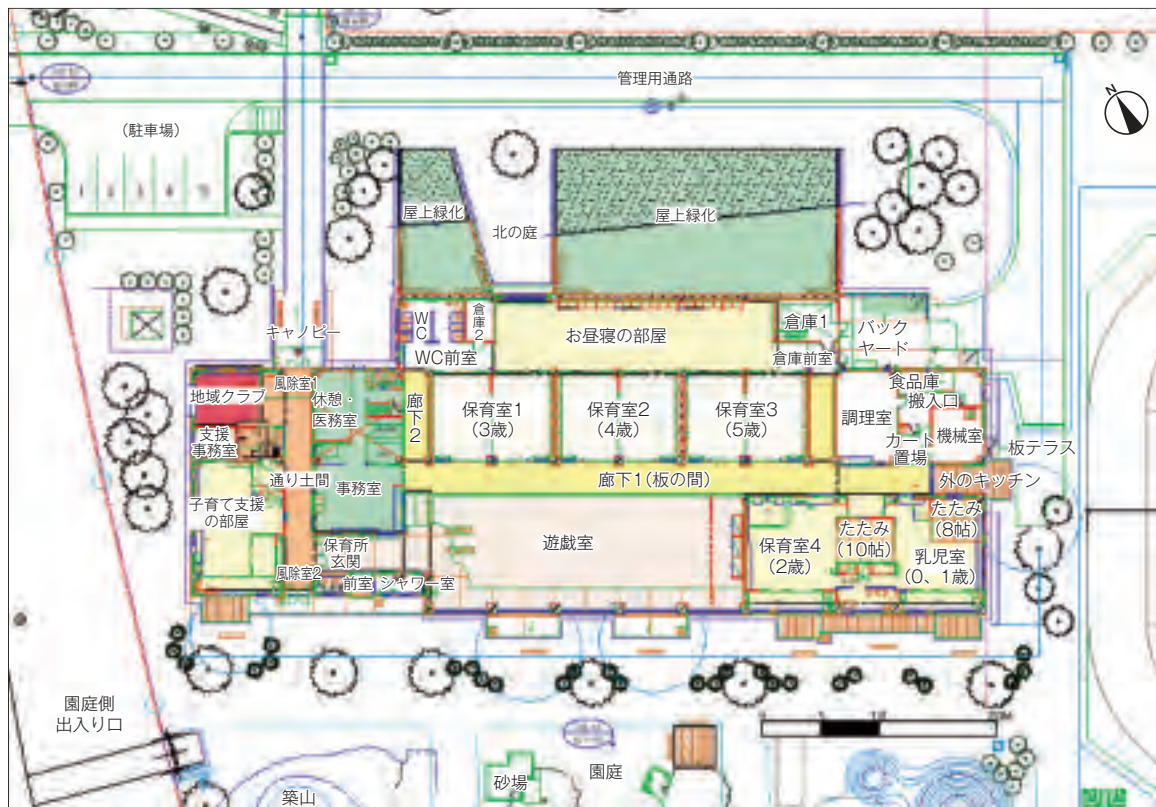 管理用通路
N
(駐車場)
1 2 3 4 5
屋上緑化
北の庭
屋上緑化
キャノピー
WC
倉庫2
WC前室
お昼寝の部屋
倉庫1
倉庫前室
バック
ヤード
地域クラブ
風除室1
休憩・
医務室
廊下2
保育室1
(3歳)
保育室2
(4歳)
保育室3
(5歳)
調理室
食品庫
搬入口
カート
置場
機械室
板テラス
支援
事務室
通り土間
事務室
廊下1(板の間)
外のキッチン
子育て支援
の部屋
保育所
玄関
遊戯室
保育室4
(2歳)
たたみ
(10帖)
たたみ
(8帖)
乳児室
(0、1歳)
風除室2
前室
シャワー室
園庭側
出入り口
築山
砂場
園庭